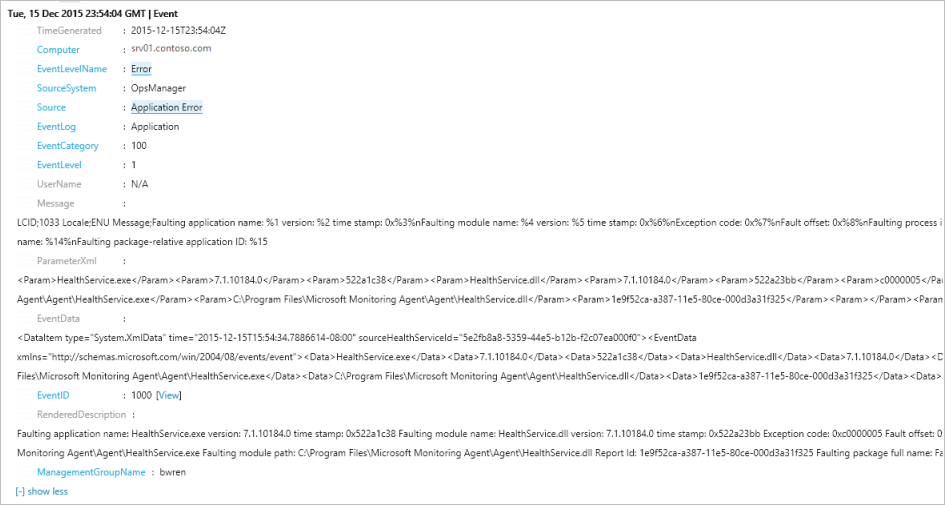 Tue, 15 Dec 2015 23:54:04 GMT | Event
TimeGenerated : 2015-12-15T23:54:04Z
Computer : srv01.contoso.com
EventLevelName : Error
SourceSystem : OpsManager
Source : Application Error
EventLog : Application
EventCategory : 100
EventLevel : 1
UserName : N/A
Message :
LCID;1033 Locale;ENU Message;Faulting application name: %1 version: %2 time stamp: 0x%3%nFaulting module name: %4 version: %5 time stamp: 0x%6%nException code: 0x%7%nFault offset: 0x%8%nFaulting process i
name: %14%nFaulting package-relative application ID: %15
ParameterXml :
<Param>HealthService.exe</Param><Param>7.1.10184.0</Param><Param>522a1c38</Param><Param>HealthService.dll</Param><Param>7.1.10184.0</Param><Param>522a23bb</Param><Param>c0000005</Pa
Agent\Agent\HealthService.exe</Param><Param>C:\Program Files\Microsoft Monitoring Agent\Agent\HealthService.dll</Param><Param>1e9f52ca-a387-11e5-80ce-000d3a31f325</Param><Param></Param><Param
EventData :
<DataItem type="System.XmlData" time="2015-12-15T15:54:34.7886614-08:00" sourceHealthServiceId="5e2fb8a8-5359-44e5-b12b-f2c07ea000f0"><EventData
xmlns="http://schemas.microsoft.com/win/2004/08/events/event"><Data>HealthService.exe</Data><Data>7.1.10184.0</Data><Data>522a1c38</Data><Data>HealthService.dll</Data><Data>7.1.10184.0</Data><D
Files\Microsoft Monitoring Agent\Agent\HealthService.exe</Data><Data>C:\Program Files\Microsoft Monitoring Agent\Agent\HealthService.dll</Data><Data>1e9f52ca-a387-11e5-80ce-000d3a31f325</Data><Data>
EventID : 1000 [View]
RenderedDescription :
Faulting application name: HealthService.exe version: 7.1.10184.0 time stamp: 0x522a1c38 Faulting module name: HealthService.dll version: 7.1.10184.0 time stamp: 0x522a23bb Exception code: 0xc0000005 Fault offset: 0
Monitoring Agent\Agent\HealthService.exe Faulting module path: C:\Program Files\Microsoft Monitoring Agent\Agent\HealthService.dll Report Id: 1e9f52ca-a387-11e5-80ce-000d3a31f325 Faulting package full name: Fa
ManagementGroupName : bwren
[-] show less